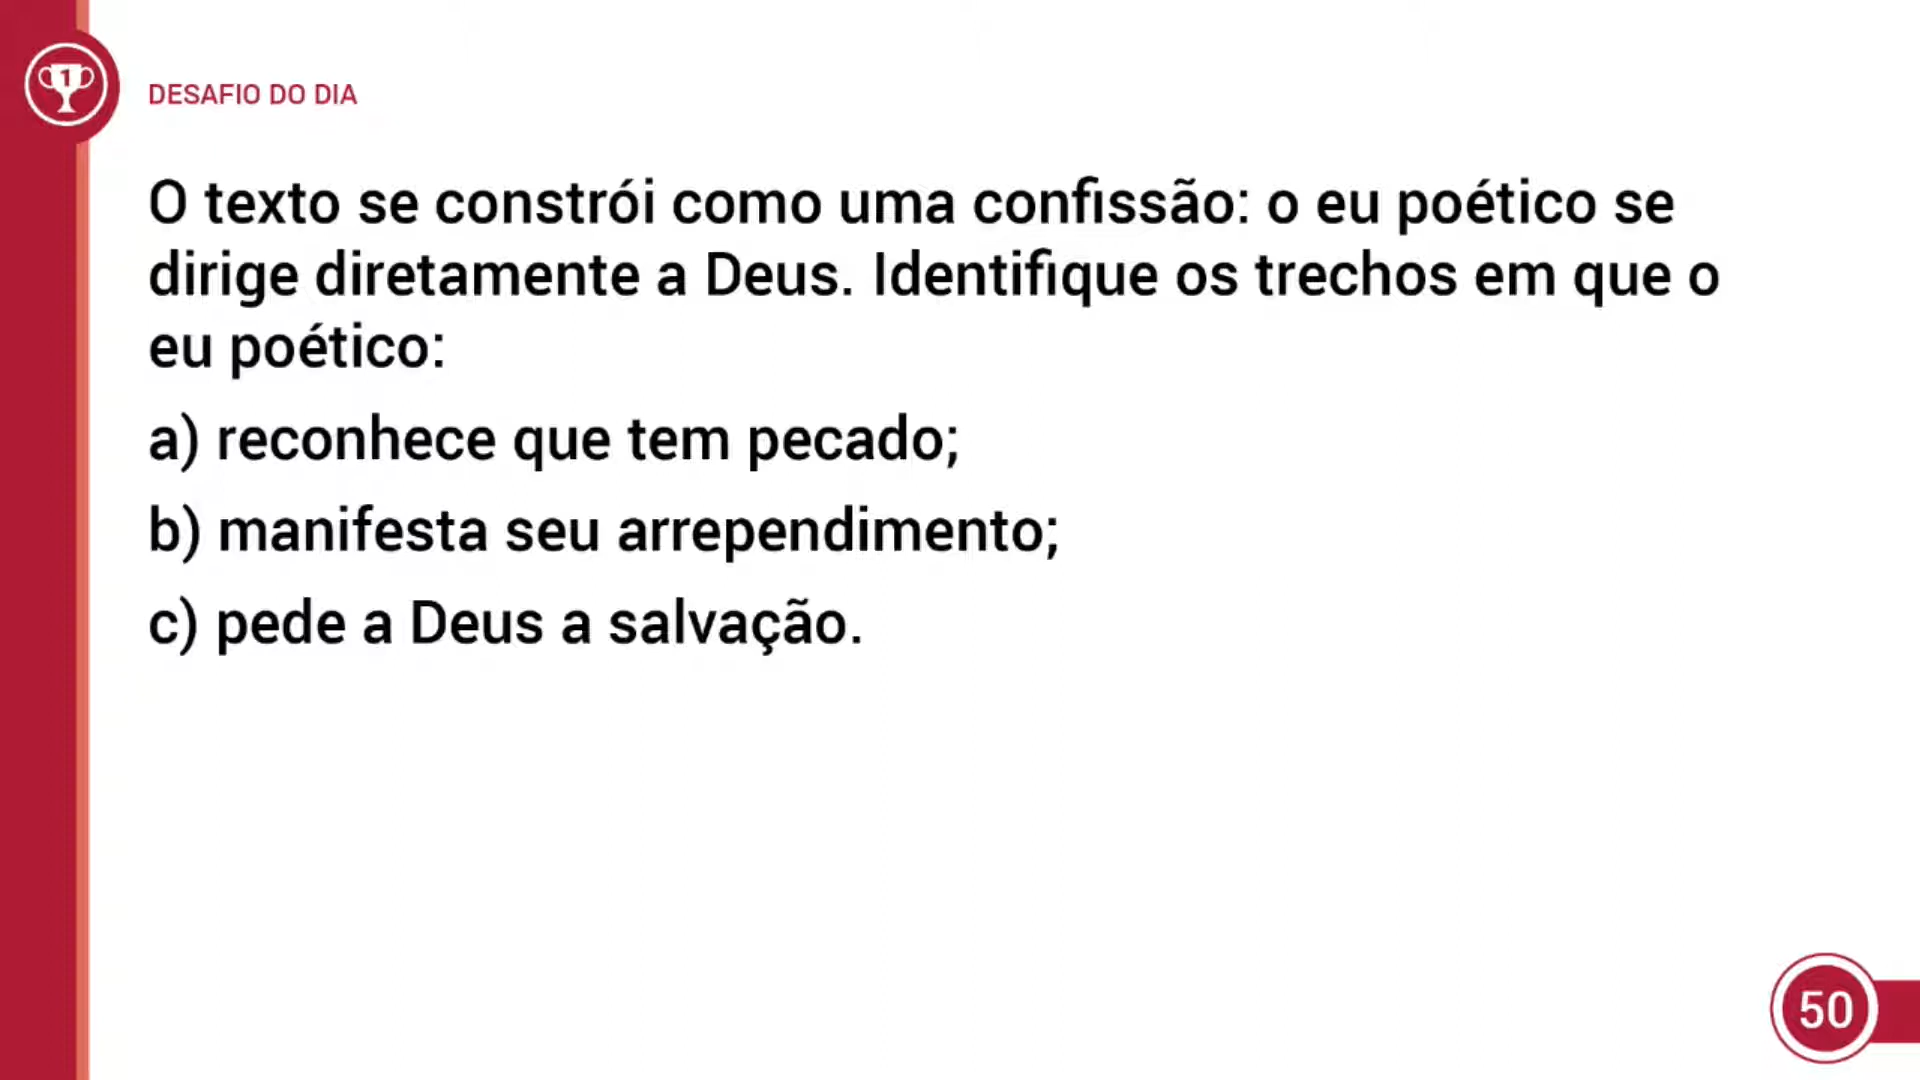 1
DESAFIO DO DIA
O texto se constrói como uma confissão: o eu poético se
dirige diretamente a Deus. Identifique os trechos em que o
eu poético:
a) reconhece que tem pecado;
b) manifesta seu arrependimento;
c) pede a Deus a salvação.
50